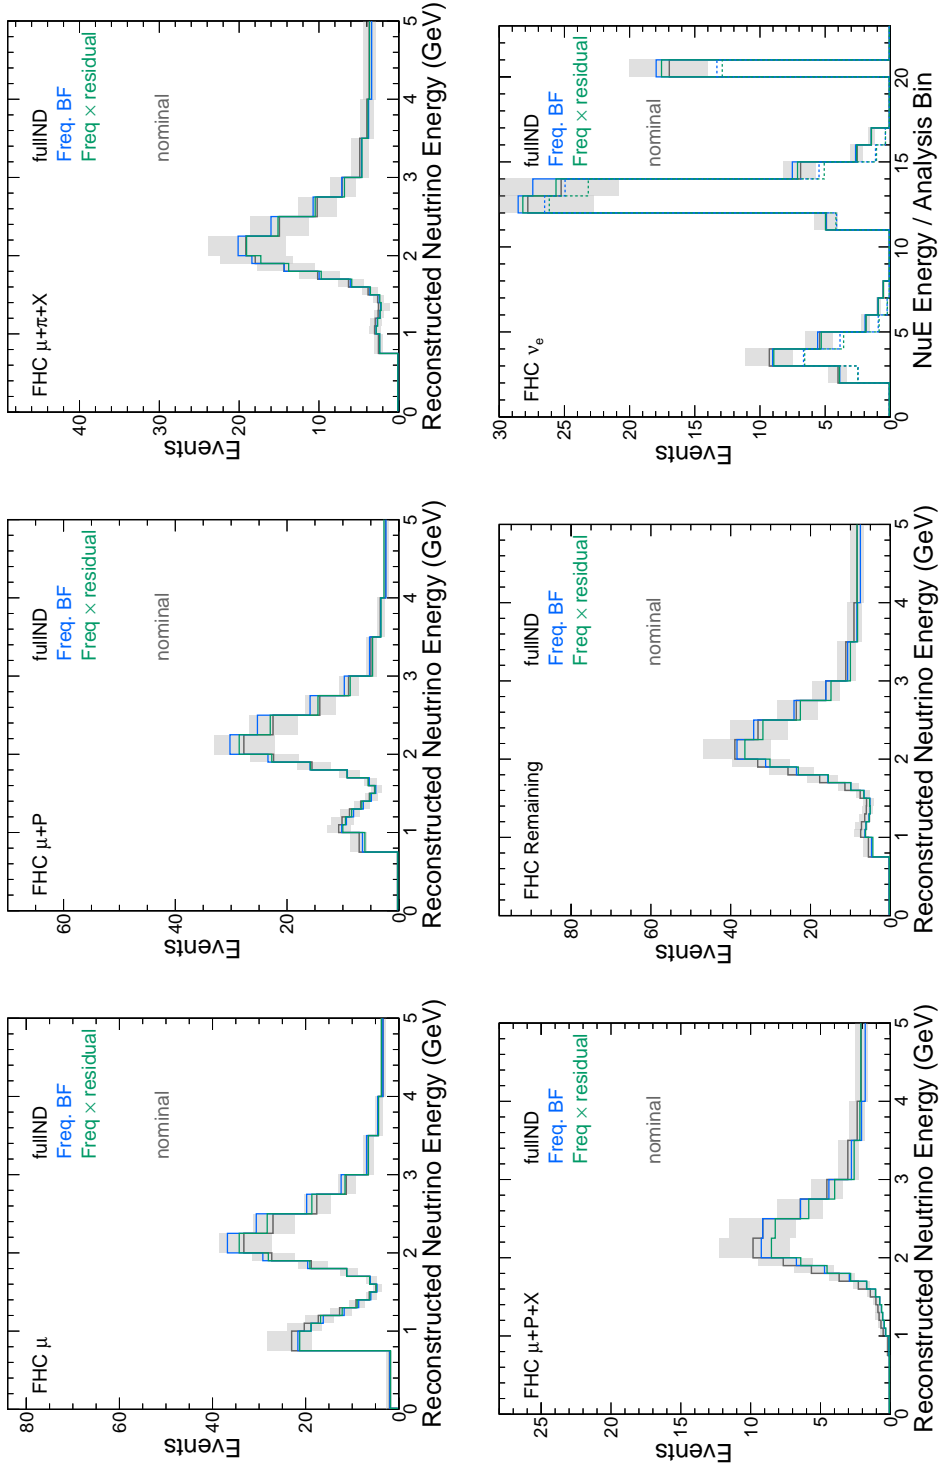 FHC μ
fullND
Freq. BF
Freq × residual
nominal
Events
80
60
40
20
0
0 1 2 3 4 5
Reconstructed Neutrino Energy (GeV)
FHC μ+P
fullND
Freq. BF
Freq × residual
nominal
Events
60
40
20
0
0 1 2 3 4 5
Reconstructed Neutrino Energy (GeV)
FHC μ+π+X
fullND
Freq. BF
Freq × residual
nominal
Events
40
30
20
10
0
0 1 2 3 4 5
Reconstructed Neutrino Energy (GeV)
FHC μ+P+X
fullND
Freq. BF
Freq × residual
nominal
Events
25
20
15
10
5
0
0 1 2 3 4 5
Reconstructed Neutrino Energy (GeV)
FHC Remaining
fullND
Freq. BF
Freq × residual
nominal
Events
80
60
40
20
0
0 1 2 3 4 5
Reconstructed Neutrino Energy (GeV)
FHC νₑ
fullND
Freq. BF
Freq × residual
nominal
Events
30
25
20
15
10
5
0
0 5 10 15 20
NuE Energy / Analysis Bin